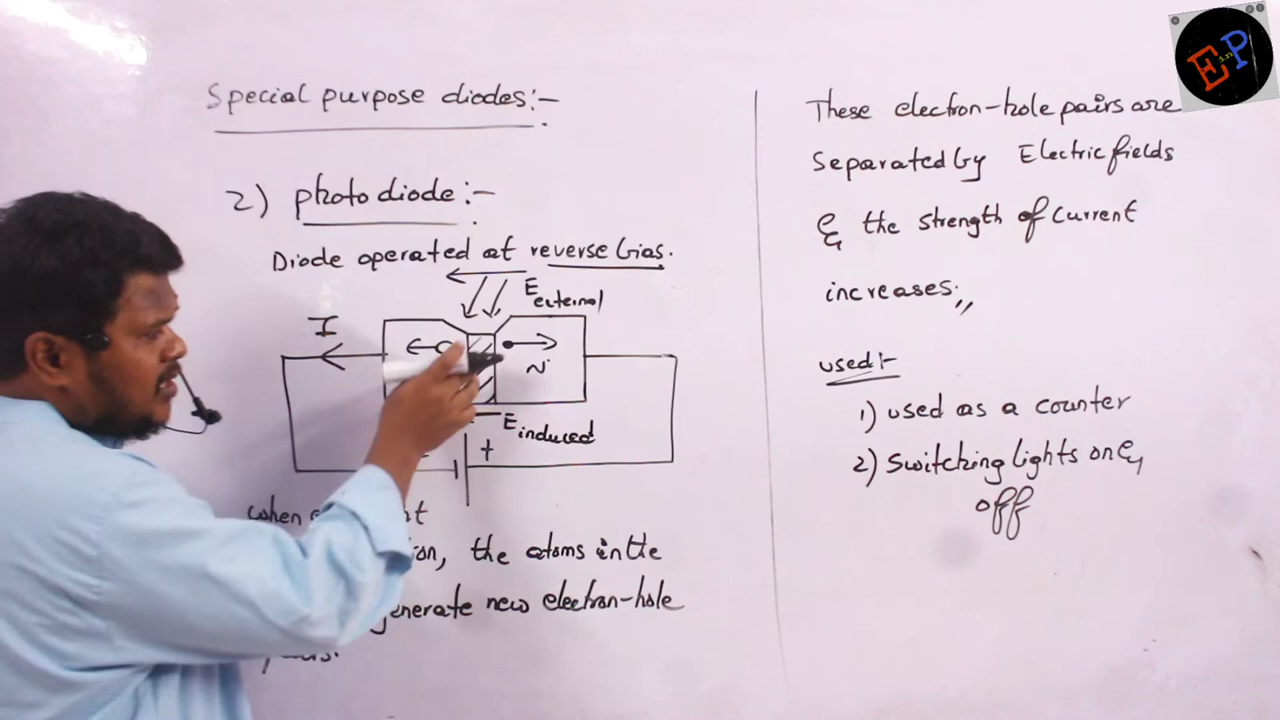 Special purpose diodes:-
2) photo diode:-
Diode operated at reverse bias.
E external
I
N
E induced
+
when
the atoms in the
generate new electron-hole
These electron-hole pairs are
Separated by Electric fields
& the strength of current
increases.,,
used:-
1) used as a counter
2) Switching lights on &
off
E in P